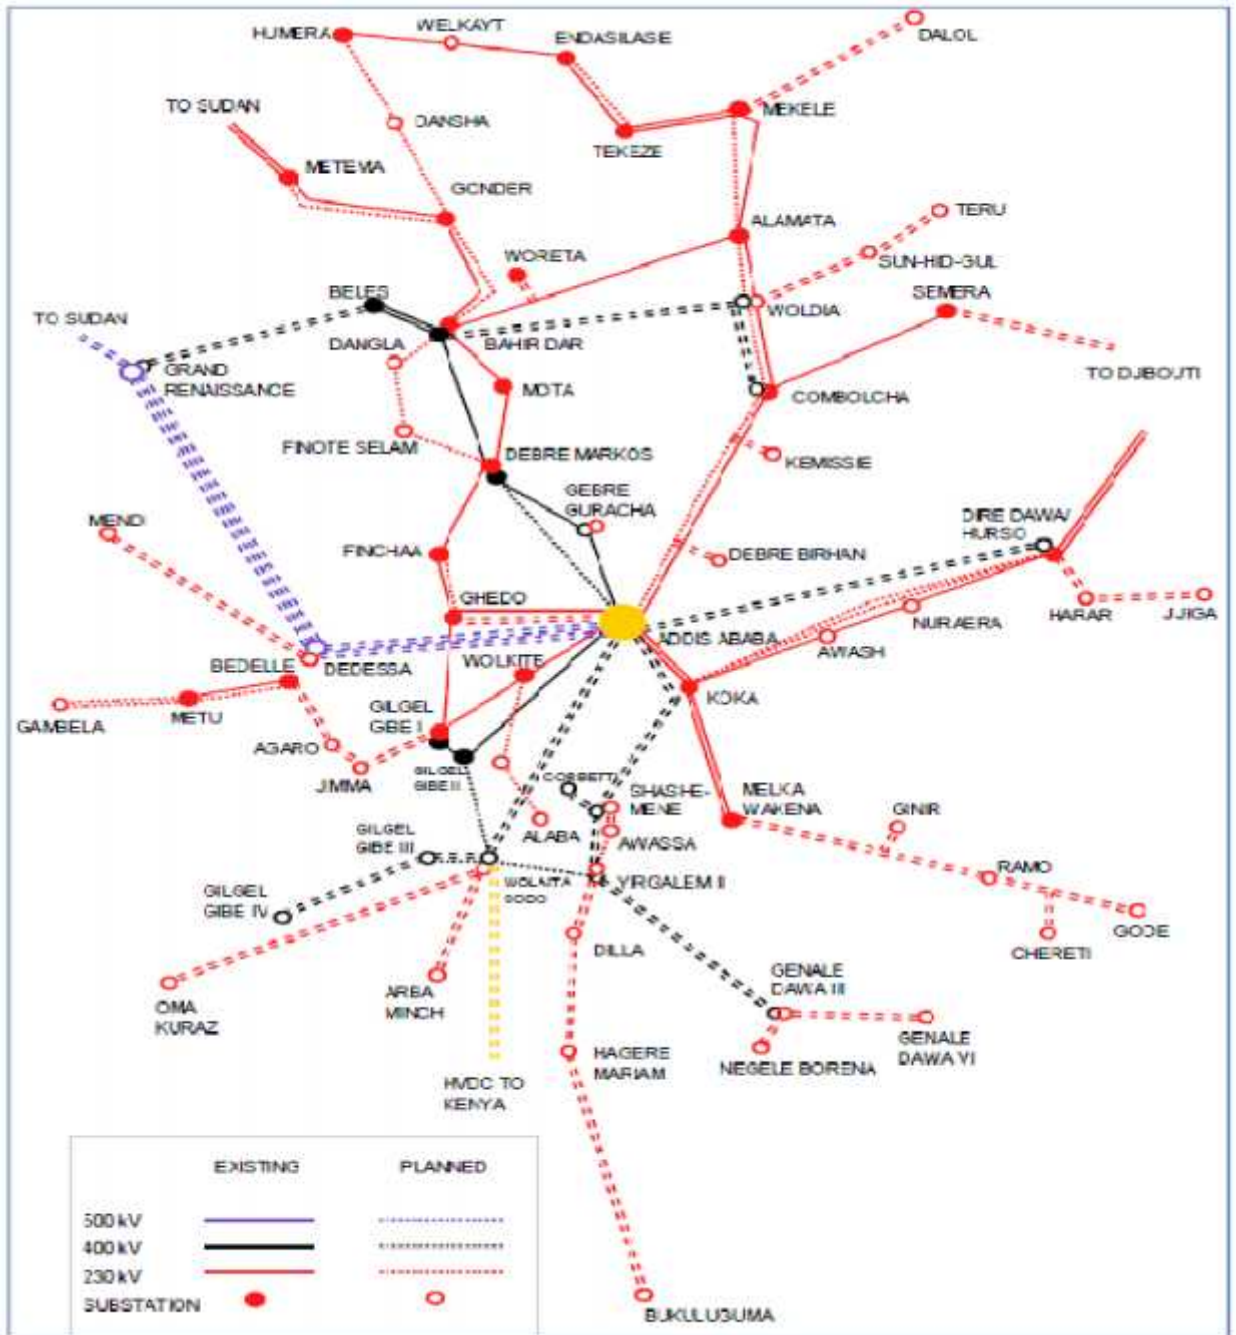 HUMERA
WELKAYT
ENDASILASIE
DALOL
TO SUDAN
DANSHA
MEKELE
TEKEZE
METEMA
GONDER
ALAMATA
TERU
WORETA
SUN-HID-GUL
BELES
SEMERA
TO SUDAN
WOLDIA
DANGLA
BAHIR DAR
GRAND
RENAISSANCE
TO DJIBOUTI
MOTA
COMBOLCHA
FINOTE SELAM
DEBRE MARKOS
KEMISSIE
GEBRE
GURACHA
MENDI
DIRE DAWA/
HURSO
FINCHAA
DEBRE BIRHAN
GHEDO
HARAR
JIJIGA
NURAERA
ADDIS ABABA
AWASH
BEDELLE
DEDESSA
WOLKITE
KOKA
GAMBELA
METU
GILGEL
GIBE I
AGARO
JIMMA
GILGEL
GIBE II
CORBETTI
SHASHE-
MENE
MELKA
WAKENA
GINIR
ALABA
AWASSA
GILGEL
GIBE III
RAMO
GILGEL
GIBE IV
WOLAITA
SODO
YIRGALEM II
GODE
CHERETI
DILLA
OMA
KURAZ
ARBA
MINCH
GENALE
DAWA III
GENALE
DAWA VI
NEGELE BORENA
HAGERE
MARIAM
HVDC TO
KENYA
EXISTING PLANNED
500 kV
400 kV
230 kV
SUBSTATION
BUKULUGUMA